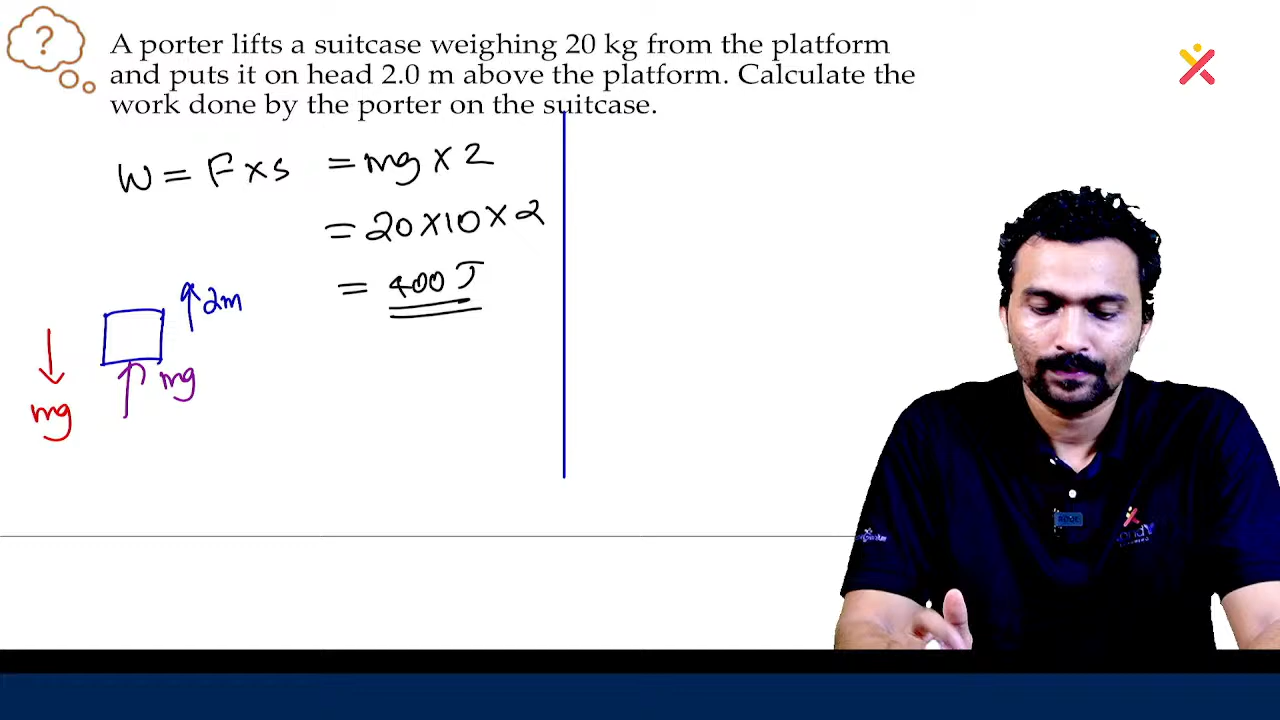 ?
A porter lifts a suitcase weighing 20 kg from the platform
and puts it on head 2.0 m above the platform. Calculate the
work done by the porter on the suitcase.
W = F x s = mg x 2
= 20 x 10 x 2
= 400 J
2m
mg
mg